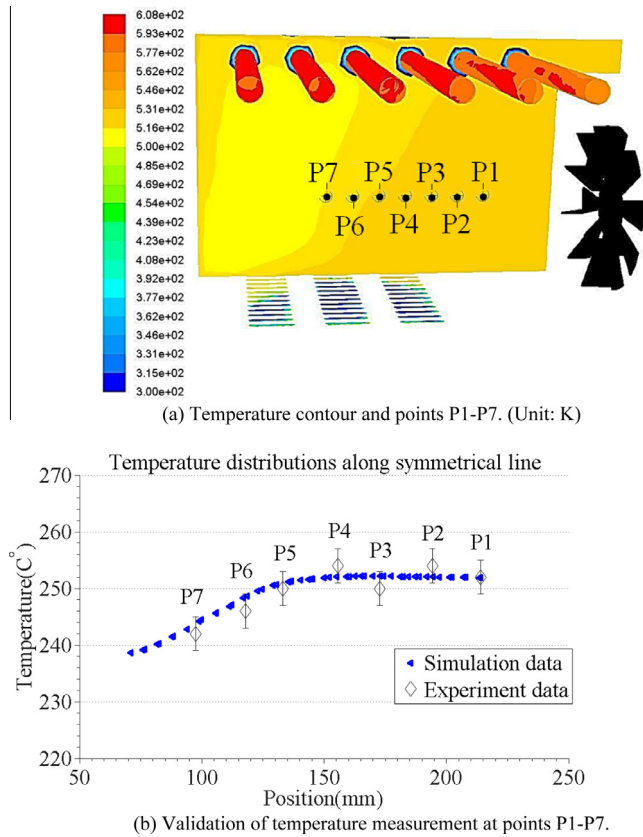 6.08e+02
5.93e+02
5.77e+02
5.62e+02
5.46e+02
5.31e+02
5.16e+02
5.00e+02
4.85e+02
4.69e+02
4.54e+02
4.39e+02
4.23e+02
4.08e+02
3.92e+02
3.77e+02
3.62e+02
3.46e+02
3.31e+02
3.15e+02
3.00e+02
P7 P5 P3 P1
P6 P4 P2
(a) Temperature contour and points P1-P7. (Unit: K)
Temperature distributions along symmetrical line
270
260
250
240
230
220
Temperature(C°)
P7
P6
P5
P4
P3
P2
P1
Simulation data
Experiment data
50 100 150 200 250
Position(mm)
(b) Validation of temperature measurement at points P1-P7.